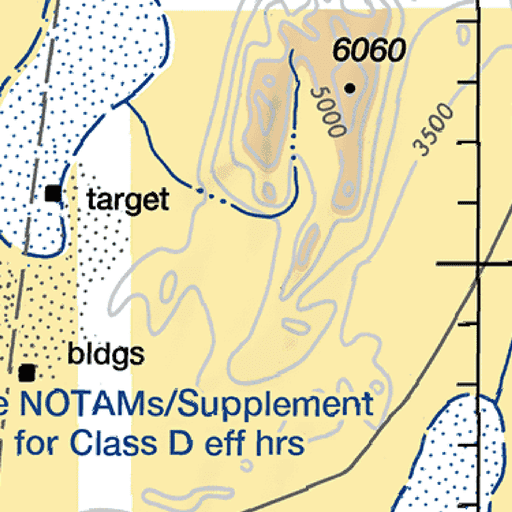 6060
5000
3500
target
bldgs
e NOTAMs/Supplement
for Class D eff hrs